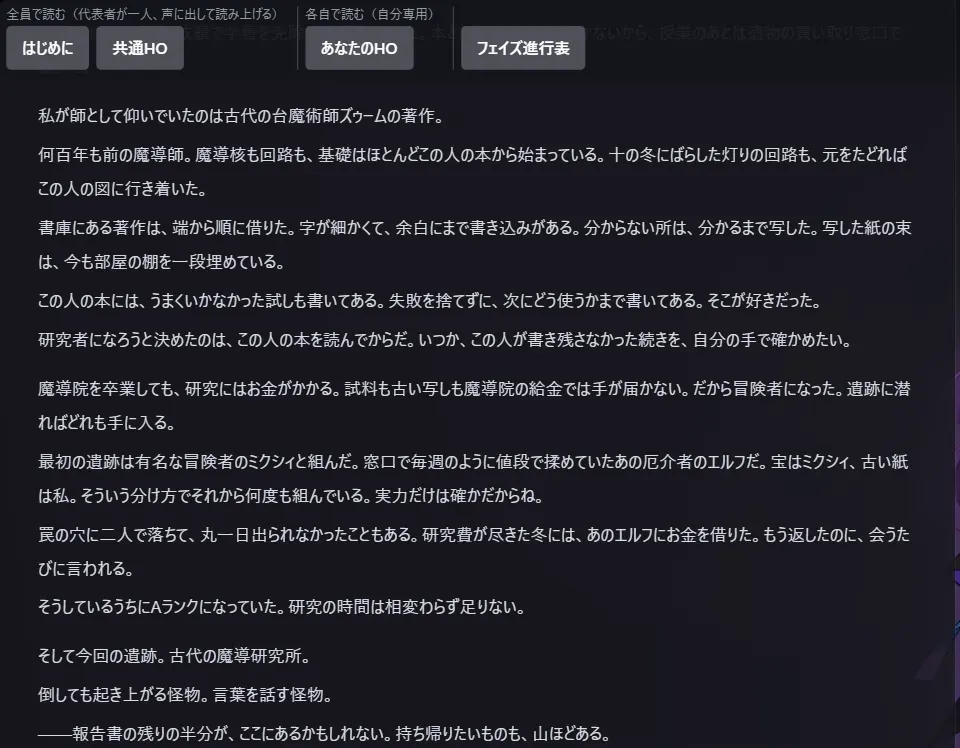 全員で読む（代表者が一人、声に出して読み上げる）
各自で読む（自分専用）
はじめに
共通HO
あなたのHO
フェイズ進行表
ないから、授業のあとは遺物の買い取り窓口で
私が師として仰いでいたのは古代の台魔術師ズゥームの著作。
何百年も前の魔導師。魔導核も回路も、基礎はほとんどこの人の本から始まっている。十の冬にばらした灯りの回路も、元をたどれば
この人の図に行き着いた。
書庫にある著作は、端から順に借りた。字が細かくて、余白にまで書き込みがある。分からない所は、分かるまで写した。写した紙の束
は、今も部屋の棚を一段埋めている。
この人の本には、うまくいかなかった試しも書いてある。失敗を捨てずに、次にどう使うかまで書いてある。そこが好きだった。
研究者になろうと決めたのは、この人の本を読んでからだ。いつか、この人が書き残さなかった続きを、自分の手で確かめたい。
魔導院を卒業しても、研究にはお金がかかる。試料も古い写しも魔導院の給金では手が届かない。だから冒険者になった。遺跡に潜
ればどれも手に入る。
最初の遺跡は有名な冒険者のミクシィと組んだ。窓口で毎週のように値段で揉めていたあの厄介者のエルフだ。宝はミクシィ、古い紙
は私。そういう分け方でそれから何度も組んでいる。実力だけは確かだからね。
罠の穴に二人で落ちて、丸一日出られなかったこともある。研究費が尽きた冬には、あのエルフにお金を借りた。もう返したのに、会うた
びに言われる。
そうしているうちにAランクになっていた。研究の時間は相変わらず足りない。
そして今回の遺跡。古代の魔導研究所。
倒しても起き上がる怪物。言葉を話す怪物。
――報告書の残りの半分が、ここにあるかもしれない。持ち帰りたいものも、山ほどある。